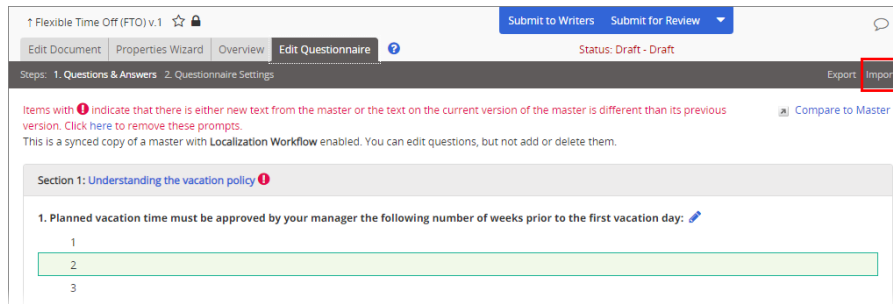 ↑ Flexible Time Off (FTO) v.1
Submit to Writers Submit for Review
Edit Document Properties Wizard Overview Edit Questionnaire ?
Status: Draft - Draft
Steps: 1. Questions & Answers 2. Questionnaire Settings
Export Impor
Items with ! indicate that there is either new text from the master or the text on the current version of the master is different than its previous
version. Click here to remove these prompts.
Compare to Master
This is a synced copy of a master with Localization Workflow enabled. You can edit questions, but not add or delete them.
Section 1: Understanding the vacation policy !
1. Planned vacation time must be approved by your manager the following number of weeks prior to the first vacation day:
1
2
3